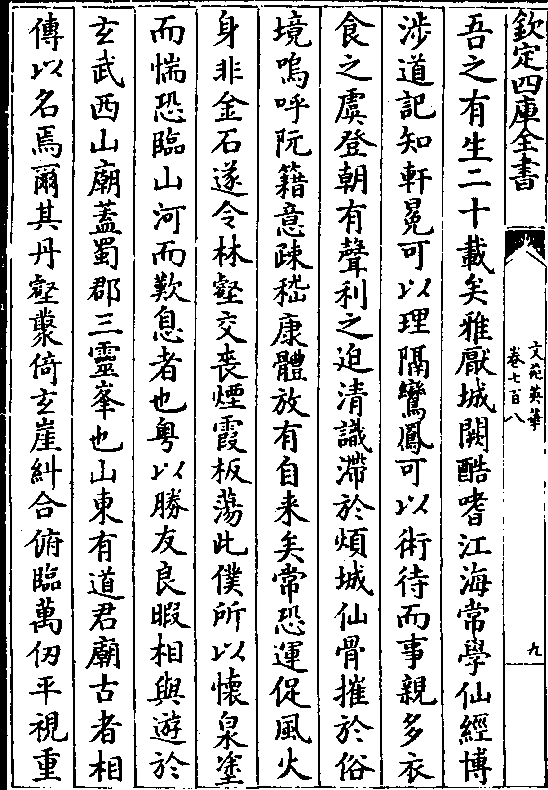 欽定四庫全書
文苑英華
卷七百八
九
吾之有生二十載矣雅厭城闕酷嗜江海常學仙經博
涉道記知軒冕可以理隔鸞鳳可以術待而事親多衣
食之虞登朝有聲利之迫清識滯於煩城仙骨摧於俗
境嗚呼阮籍意疎嵇康體放有自来矣常恐運促風火
身非金石遂令林壑交喪煙霞板蕩此僕所以懷泉塗
而惴恐臨山河而歎息者也粤以勝友良暇相與遊於
玄武西山廟蓋蜀郡三靈峯也山東有道君廟古者相
傳以名焉爾其丹壑叢倚玄崖糾合俯臨萬仞平視重